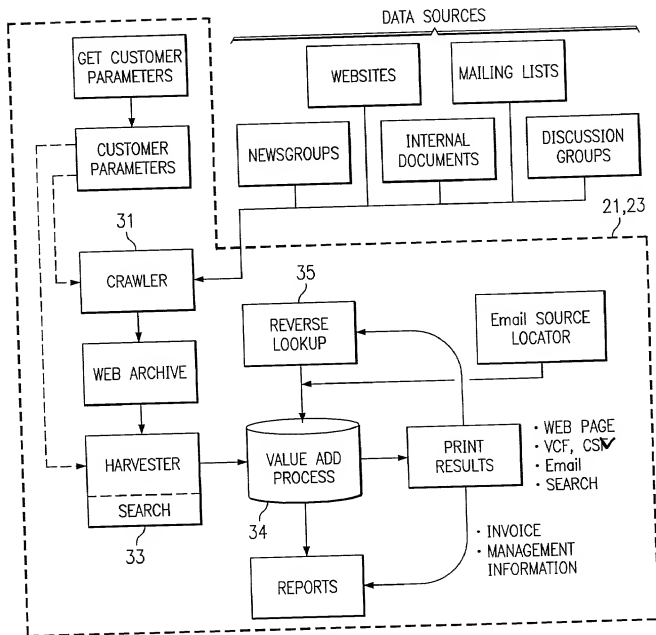 DATA SOURCES
GET CUSTOMER
PARAMETERS
WEBSITES
MAILING LISTS
CUSTOMER
PARAMETERS
NEWSGROUPS
INTERNAL
DOCUMENTS
DISCUSSION
GROUPS
21,23
31
CRAWLER
35
REVERSE
LOOKUP
Email SOURCE
LOCATOR
WEB ARCHIVE
HARVESTER
SEARCH
33
VALUE ADD
PROCESS
34
PRINT
RESULTS
· WEB PAGE
· VCF, CSV
· Email
· SEARCH
· INVOICE
· MANAGEMENT
INFORMATION
REPORTS